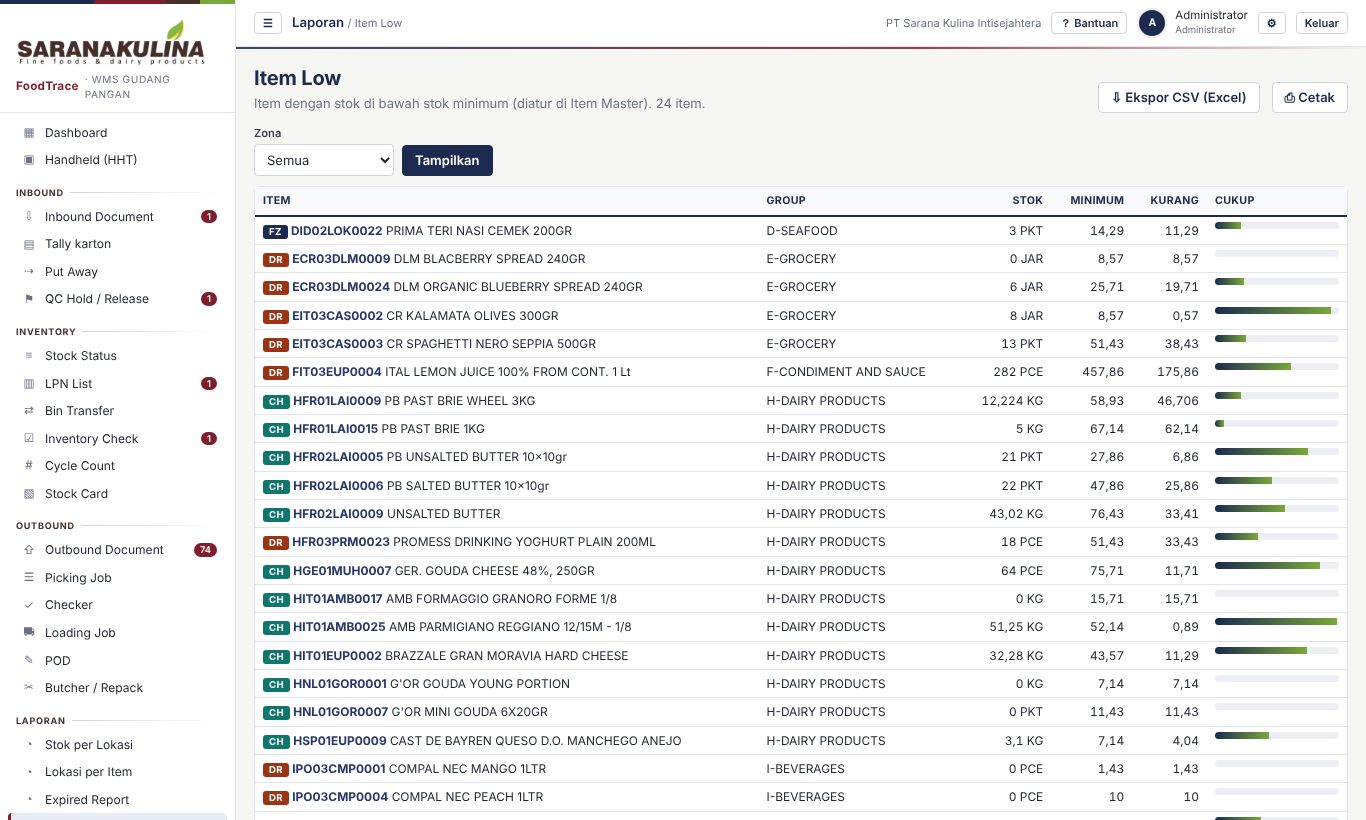 SARANAKULINA
Fine foods & dairy products
FoodTrace · WMS GUDANG PANGAN
Dashboard
Handheld (HHT)
INBOUND
Inbound Document 1
Tally karton
Put Away
QC Hold / Release 1
INVENTORY
Stock Status
LPN List 1
Bin Transfer
Inventory Check 1
# Cycle Count
Stock Card
OUTBOUND
Outbound Document 74
Picking Job
Checker
Loading Job
POD
Butcher / Repack
LAPORAN
Stok per Lokasi
Lokasi per Item
Expired Report
Laporan / Item Low
PT Sarana Kulina Intisejahtera
? Bantuan
A
Administrator
Administrator
Keluar
Item Low
Item dengan stok di bawah stok minimum (diatur di Item Master). 24 item.
⇩ Ekspor CSV (Excel)
⎙ Cetak
Zona
Semua
Tampilkan
ITEM GROUP STOK MINIMUM KURANG CUKUP
FZ DID02LOK0022 PRIMA TERI NASI CEMEK 200GR D-SEAFOOD 3 PKT 14,29 11,29
DR ECR03DLM0009 DLM BLACBERRY SPREAD 240GR E-GROCERY 0 JAR 8,57 8,57
DR ECR03DLM0024 DLM ORGANIC BLUEBERRY SPREAD 240GR E-GROCERY 6 JAR 25,71 19,71
DR EIT03CAS0002 CR KALAMATA OLIVES 300GR E-GROCERY 8 JAR 8,57 0,57
DR EIT03CAS0003 CR SPAGHETTI NERO SEPPIA 500GR E-GROCERY 13 PKT 51,43 38,43
DR FIT03EUP0004 ITAL LEMON JUICE 100% FROM CONT. 1 Lt F-CONDIMENT AND SAUCE 282 PCE 457,86 175,86
CH HFR01LAI0009 PB PAST BRIE WHEEL 3KG H-DAIRY PRODUCTS 12,224 KG 58,93 46,706
CH HFR01LAI0015 PB PAST BRIE 1KG H-DAIRY PRODUCTS 5 KG 67,14 62,14
CH HFR02LAI0005 PB UNSALTED BUTTER 10×10gr H-DAIRY PRODUCTS 21 PKT 27,86 6,86
CH HFR02LAI0006 PB SALTED BUTTER 10×10gr H-DAIRY PRODUCTS 22 PKT 47,86 25,86
CH HFR02LAI0009 UNSALTED BUTTER H-DAIRY PRODUCTS 43,02 KG 76,43 33,41
DR HFR03PRM0023 PROMESS DRINKING YOGHURT PLAIN 200ML H-DAIRY PRODUCTS 18 PCE 51,43 33,43
CH HGE01MUH0007 GER. GOUDA CHEESE 48%, 250GR H-DAIRY PRODUCTS 64 PCE 75,71 11,71
CH HIT01AMB0017 AMB FORMAGGIO GRANORO FORME 1/8 H-DAIRY PRODUCTS 0 KG 15,71 15,71
CH HIT01AMB0025 AMB PARMIGIANO REGGIANO 12/15M - 1/8 H-DAIRY PRODUCTS 51,25 KG 52,14 0,89
CH HIT01EUP0002 BRAZZALE GRAN MORAVIA HARD CHEESE H-DAIRY PRODUCTS 32,28 KG 43,57 11,29
CH HNL01GOR0001 G'OR GOUDA YOUNG PORTION H-DAIRY PRODUCTS 0 KG 7,14 7,14
CH HNL01GOR0007 G'OR MINI GOUDA 6X20GR H-DAIRY PRODUCTS 0 PKT 11,43 11,43
CH HSP01EUP0009 CAST DE BAYREN QUESO D.O. MANCHEGO ANEJO H-DAIRY PRODUCTS 3,1 KG 7,14 4,04
DR IPO03CMP0001 COMPAL NEC MANGO 1LTR I-BEVERAGES 0 PCE 1,43 1,43
DR IPO03CMP0004 COMPAL NEC PEACH 1LTR I-BEVERAGES 0 PCE 10 10